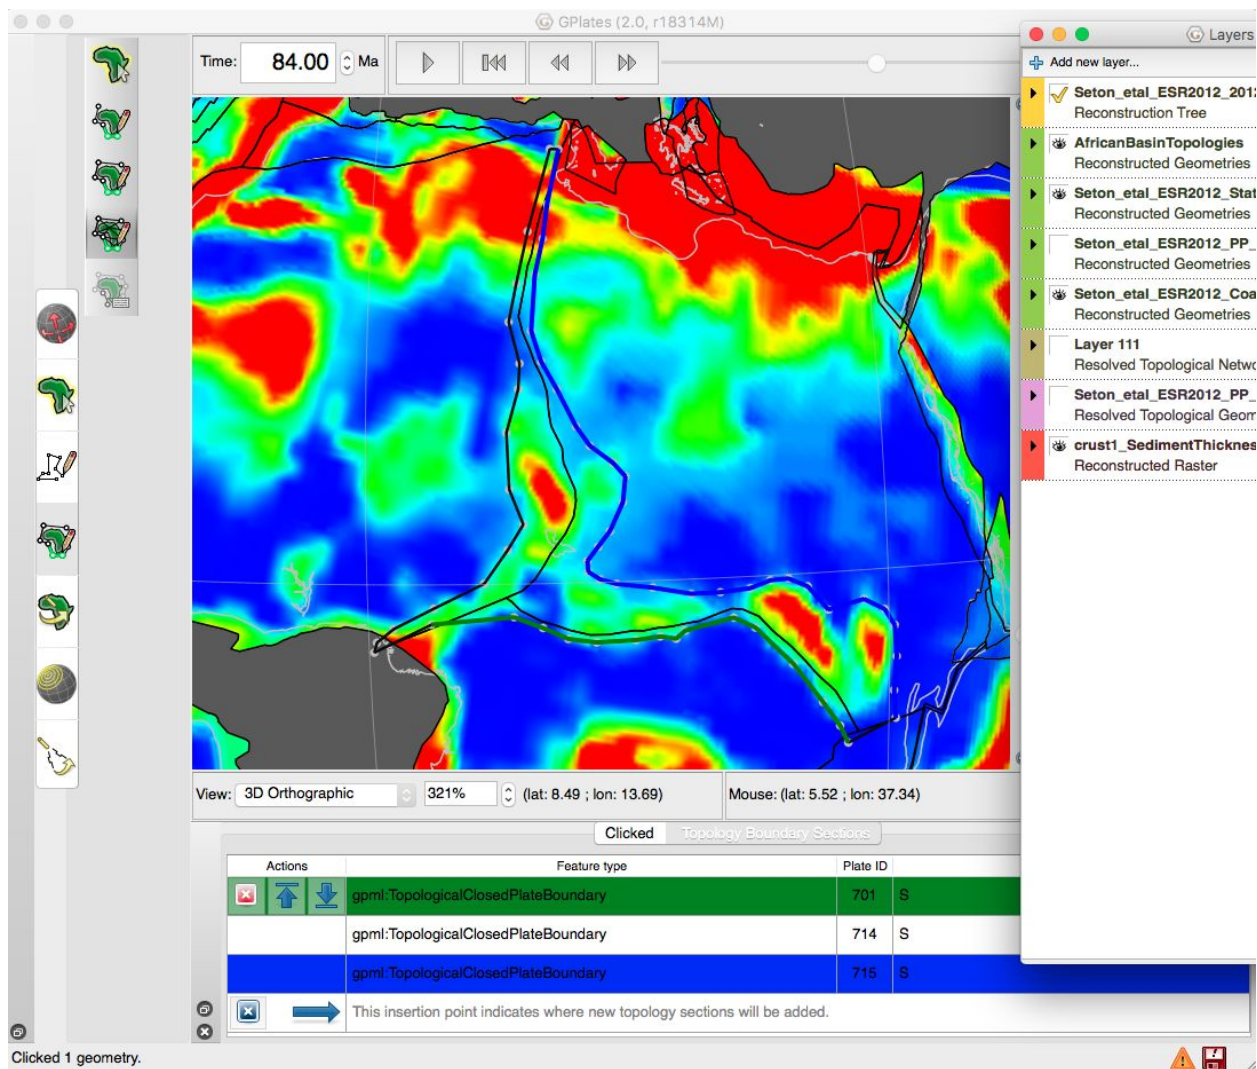 GPlates (2.0, r18314M)
Layers
Time: 84.00 Ma
Add new layer...
Seton_etal_ESR2012_2012
Reconstruction Tree
AfricanBasinTopologies
Reconstructed Geometries
Seton_etal_ESR2012_Stat
Reconstructed Geometries
Seton_etal_ESR2012_PP_
Reconstructed Geometries
Seton_etal_ESR2012_Coa
Reconstructed Geometries
Layer 111
Resolved Topological Netwo
Seton_etal_ESR2012_PP_
Resolved Topological Geom
crust1_SedimentThicknes
Reconstructed Raster
View: 3D Orthographic 321% (lat: 8.49 ; lon: 13.69) Mouse: (lat: 5.52 ; lon: 37.34)
Clicked Topology Boundary Sections
Actions Feature type Plate ID
gpml:TopologicalClosedPlateBoundary 701 S
gpml:TopologicalClosedPlateBoundary 714 S
gpml:TopologicalClosedPlateBoundary 715 S
This insertion point indicates where new topology sections will be added.
Clicked 1 geometry.